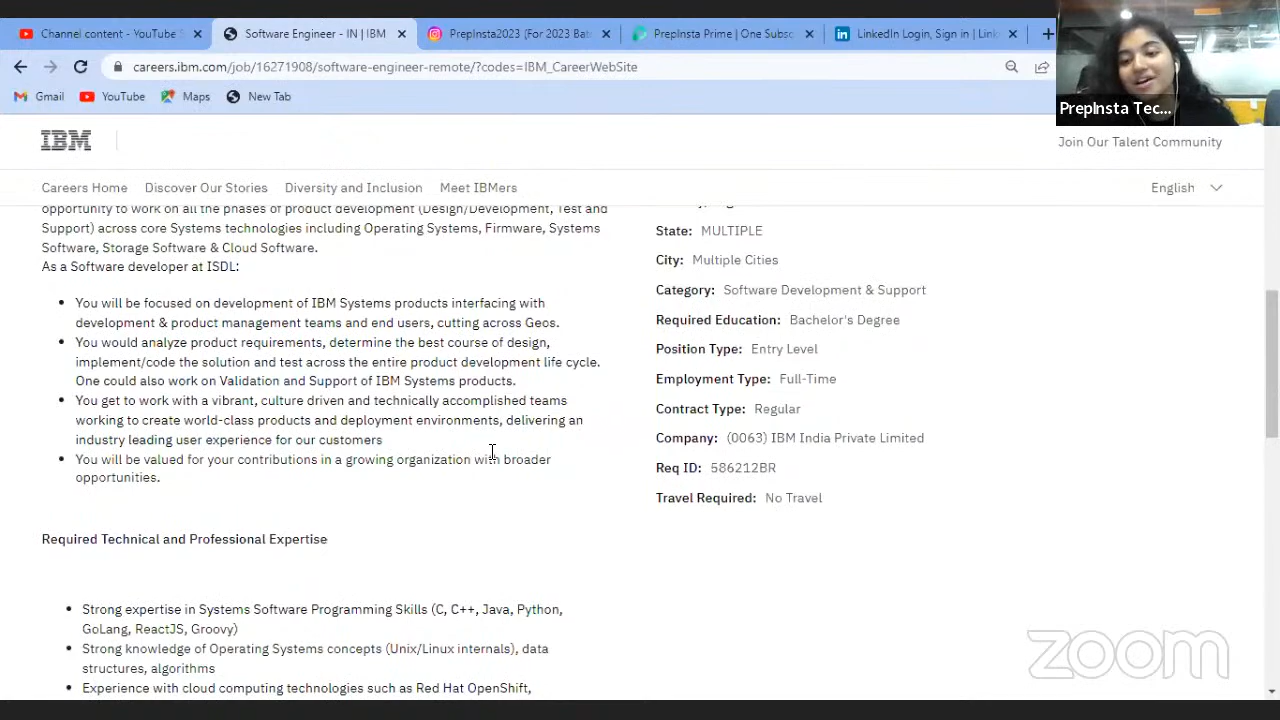 Channel content - YouTube S
Software Engineer - IN | IBM
PrepInsta2023 [FOR 2023 Bat
PrepInsta Prime | One Subsc
LinkedIn Login, Sign in | Link
careers.ibm.com/job/16271908/software-engineer-remote/?codes=IBM_CareerWebSite
Gmail
YouTube
Maps
New Tab
PrepInsta Tec...
IBM
Join Our Talent Community
Careers Home
Discover Our Stories
Diversity and Inclusion
Meet IBMers
English
opportunity to work on all the phases of product development (Design/Development, Test and
Support) across core Systems technologies including Operating Systems, Firmware, Systems
Software, Storage Software & Cloud Software.
As a Software developer at ISDL:
• You will be focused on development of IBM Systems products interfacing with
development & product management teams and end users, cutting across Geos.
• You would analyze product requirements, determine the best course of design,
implement/code the solution and test across the entire product development life cycle.
One could also work on Validation and Support of IBM Systems products.
• You get to work with a vibrant, culture driven and technically accomplished teams
working to create world-class products and deployment environments, delivering an
industry leading user experience for our customers
• You will be valued for your contributions in a growing organization with broader
opportunities.
Required Technical and Professional Expertise
• Strong expertise in Systems Software Programming Skills (C, C++, Java, Python,
GoLang, ReactJS, Groovy)
• Strong knowledge of Operating Systems concepts (Unix/Linux internals), data
structures, algorithms
• Experience with cloud computing technologies such as Red Hat OpenShift,
State: MULTIPLE
City: Multiple Cities
Category: Software Development & Support
Required Education: Bachelor's Degree
Position Type: Entry Level
Employment Type: Full-Time
Contract Type: Regular
Company: (0063) IBM India Private Limited
Req ID: 586212BR
Travel Required: No Travel
zoom